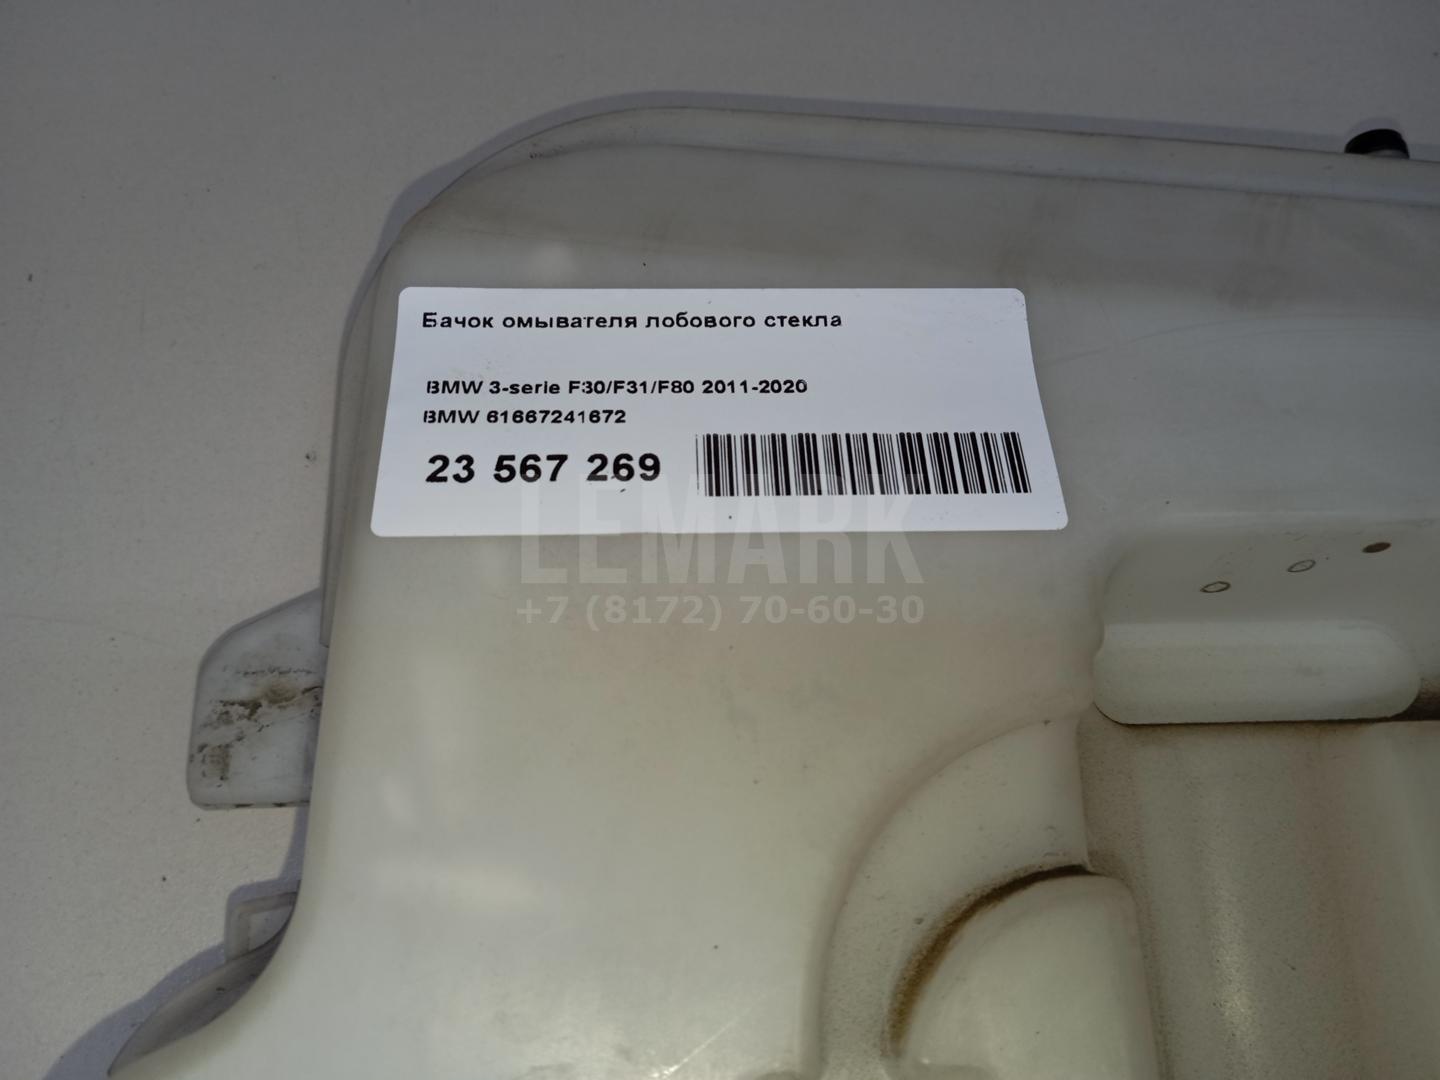 Бачок омывателя лобового стекла
BMW 3-serie F30/F31/F80 2011-2020
BMW 61667241672
23 567 269
LEMARK
+7 (8172) 70-60-30